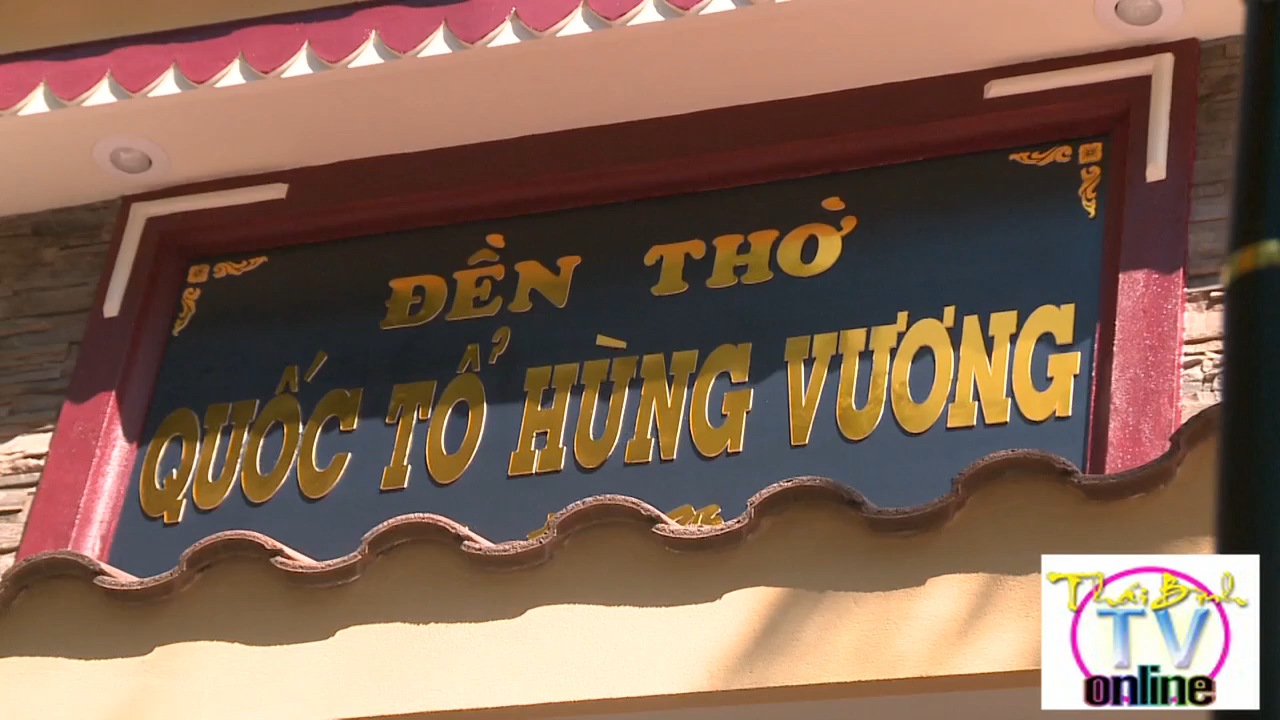 ĐỀN THỜ
QUỐC TỔ HÙNG VƯƠNG
Thái Bình
TV
online